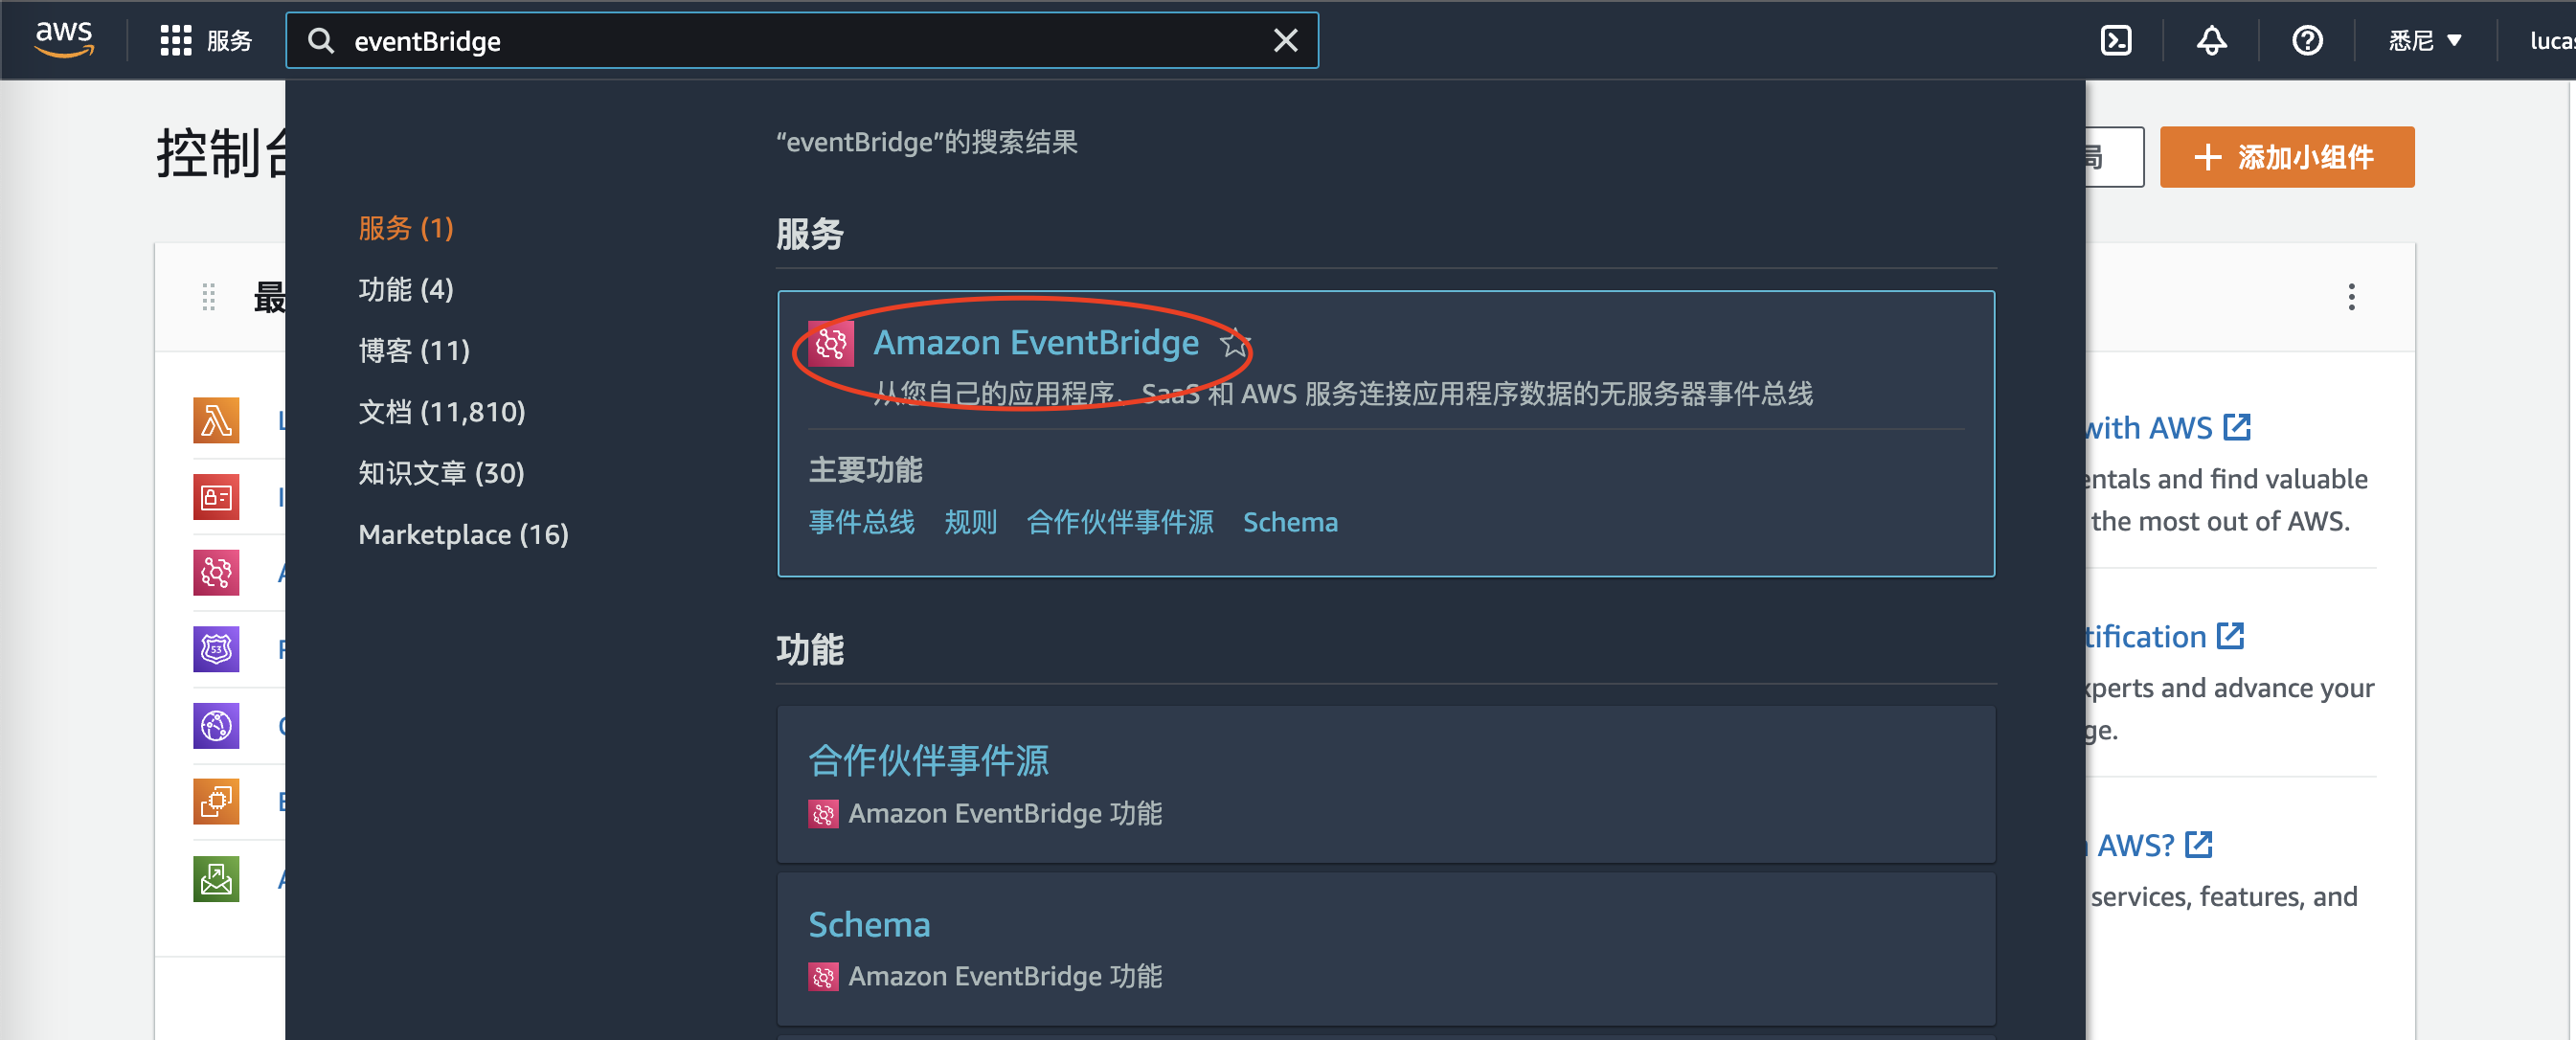 aws
服务
eventBridge
悉尼
lucas
控制台
添加小组件
“eventBridge”的搜索结果
服务 (1)
功能 (4)
博客 (11)
文档 (11,810)
知识文章 (30)
Marketplace (16)
服务
Amazon EventBridge
从您自己的应用程序、SaaS 和 AWS 服务连接应用程序数据的无服务器事件总线
主要功能
事件总线 规则 合作伙伴事件源 Schema
功能
合作伙伴事件源
Amazon EventBridge 功能
Schema
Amazon EventBridge 功能
最
53
with AWS
entals and find valuable
the most out of AWS.
tification
xperts and advance your
ge.
AWS?
services, features, and